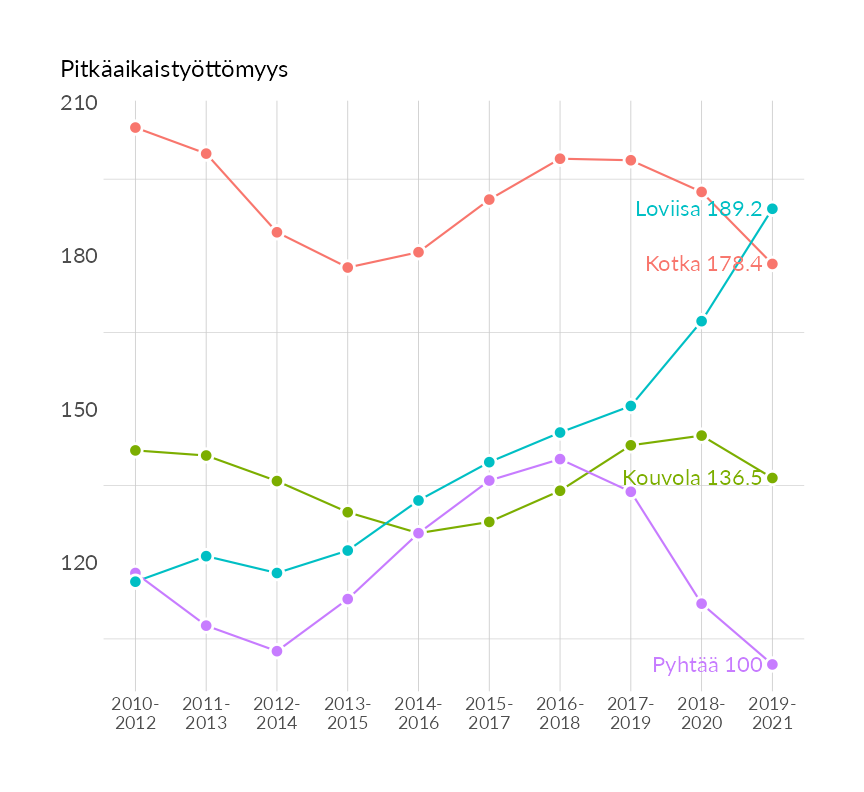 Pitkäaikaistyöttömyys
210
180
150
120
Loviisa 189.2
Kotka 178.4
Kouvola 136.5
Pyhtää 100
2010- 2011- 2012- 2013- 2014- 2015- 2016- 2017- 2018- 2019-
2012 2013 2014 2015 2016 2017 2018 2019 2020 2021